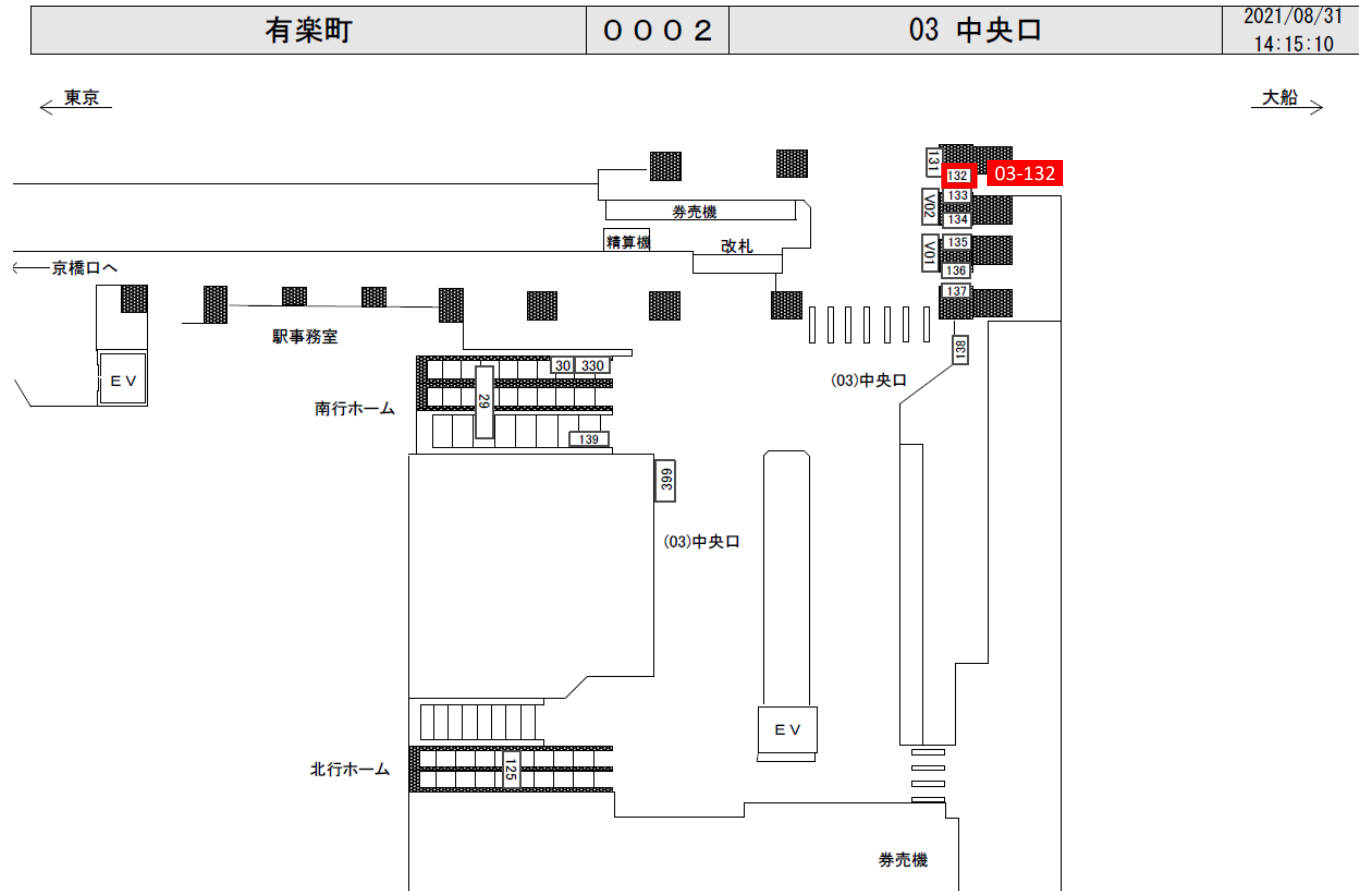 有楽町
０００２
03 中央口
2021/08/31
14:15:10
東京
大船
131
132
03-132
133
V02
134
券売機
精算機
改札
135
V01
136
京橋口へ
137
駅事務室
138
ＥＶ
30
330
(03)中央口
29
南行ホーム
139
399
(03)中央口
ＥＶ
北行ホーム
125
券売機